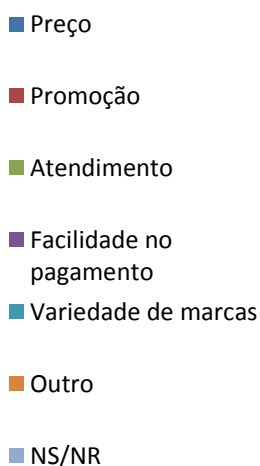 Preço
Promoção
Atendimento
Facilidade no
pagamento
Variedade de marcas
Outro
NS/NR